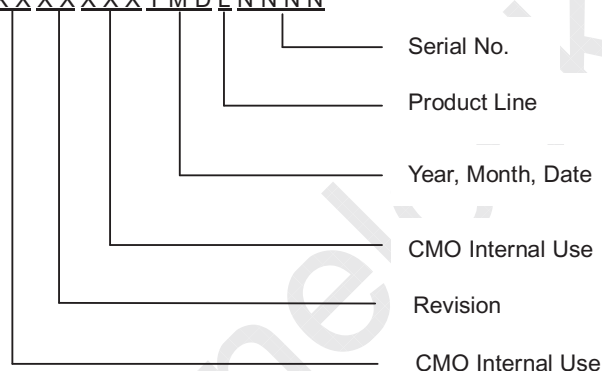 X X X X X X X Y M D L N N N N
Serial No.
Product Line
Year, Month, Date
CMO Internal Use
Revision
CMO Internal Use